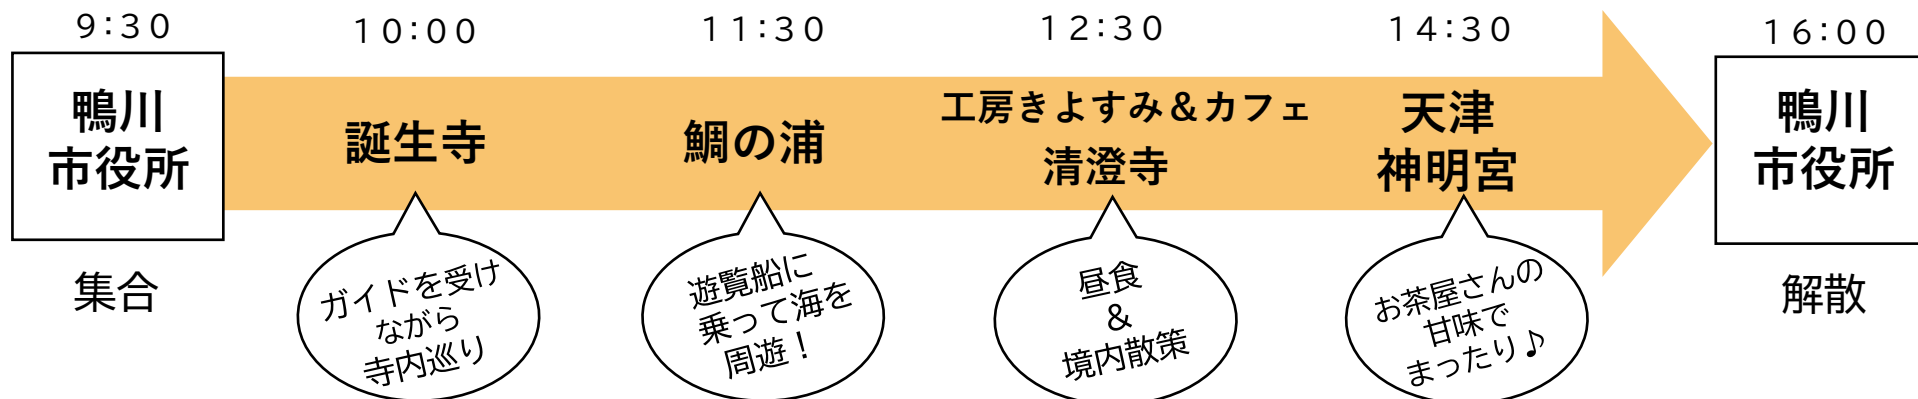 9:30
鴨川
市役所
集合
10:00
誕生寺
ガイドを受け
ながら
寺内巡り
11:30
鯛の浦
遊覧船に
乗って海を
周遊！
12:30
工房きよすみ＆カフェ
清澄寺
昼食
＆
境内散策
14:30
天津
神明宮
お茶屋さんの
甘味で
まったり♪
16:00
鴨川
市役所
解散